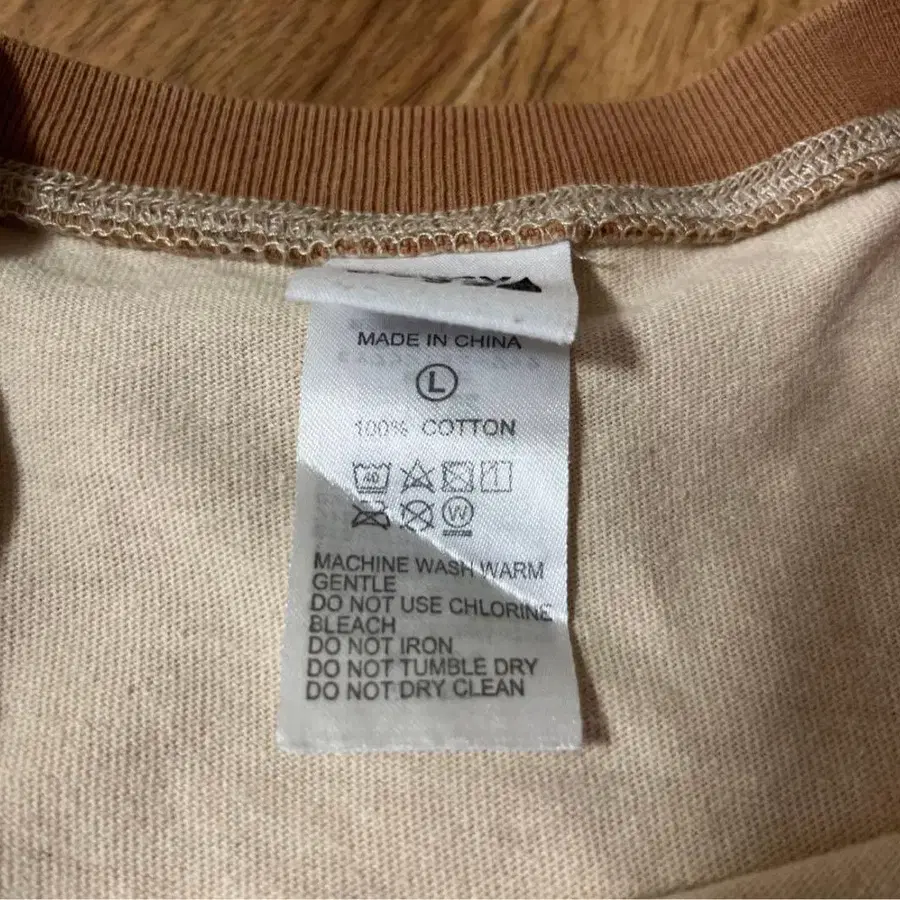 MADE IN CHINA
L
100% COTTON
40
W
MACHINE WASH WARM
GENTLE
DO NOT USE CHLORINE
BLEACH
DO NOT IRON
DO NOT TUMBLE DRY
DO NOT DRY CLEAN